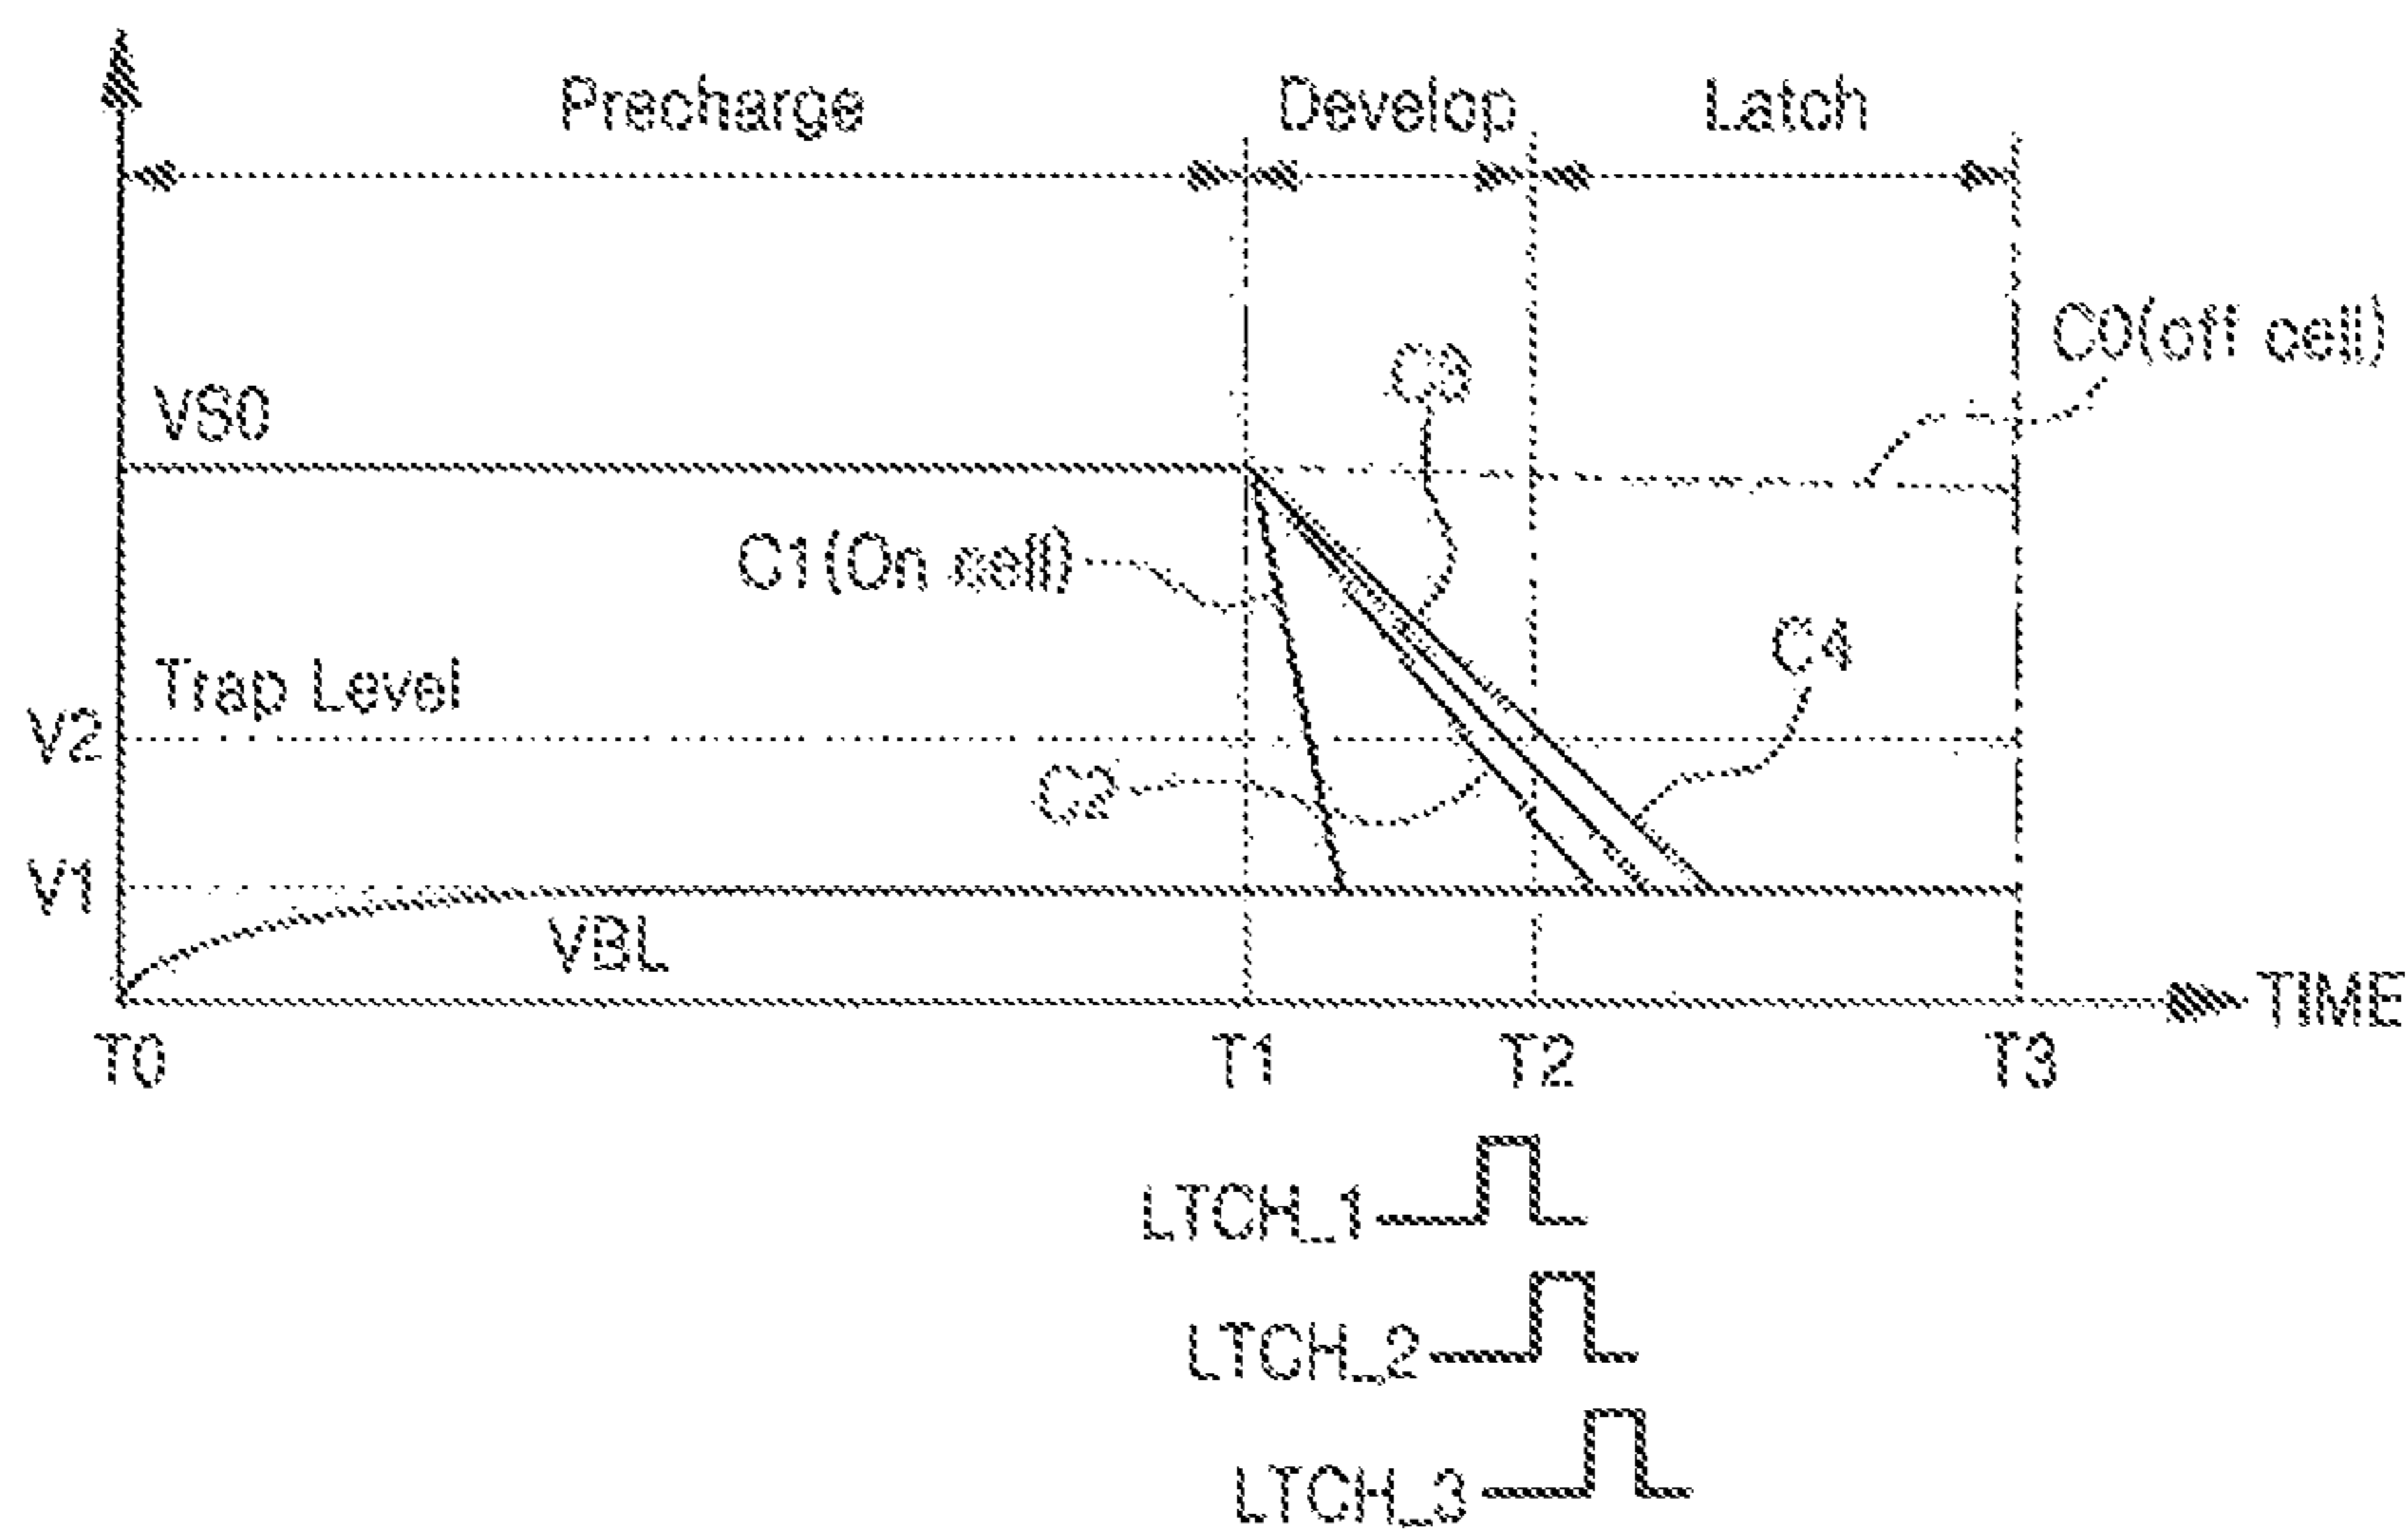 Precharge
Develop
Latch
C0(off cell)
C3
VS0
C1(On cell)
C4
Trap Level
V2
C2
V1
VBL
TIME
T0
T1
T2
T3
LTCH_1
LTCH_2
LTCH_3